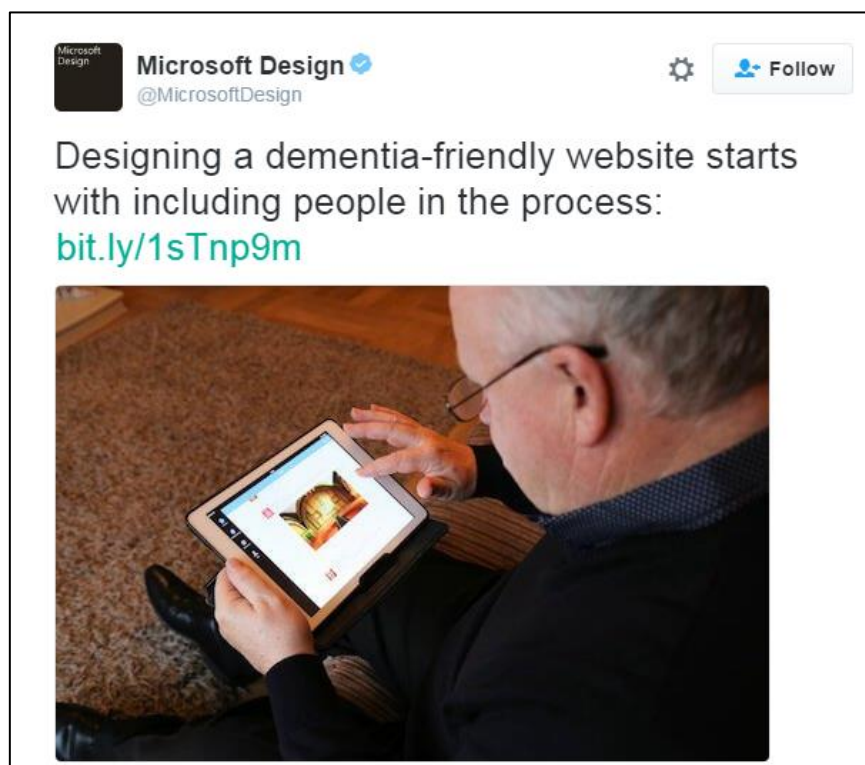 Microsoft
Design
Microsoft Design
@MicrosoftDesign
Follow
Designing a dementia-friendly website starts
with including people in the process:
bit.ly/1sTnp9m